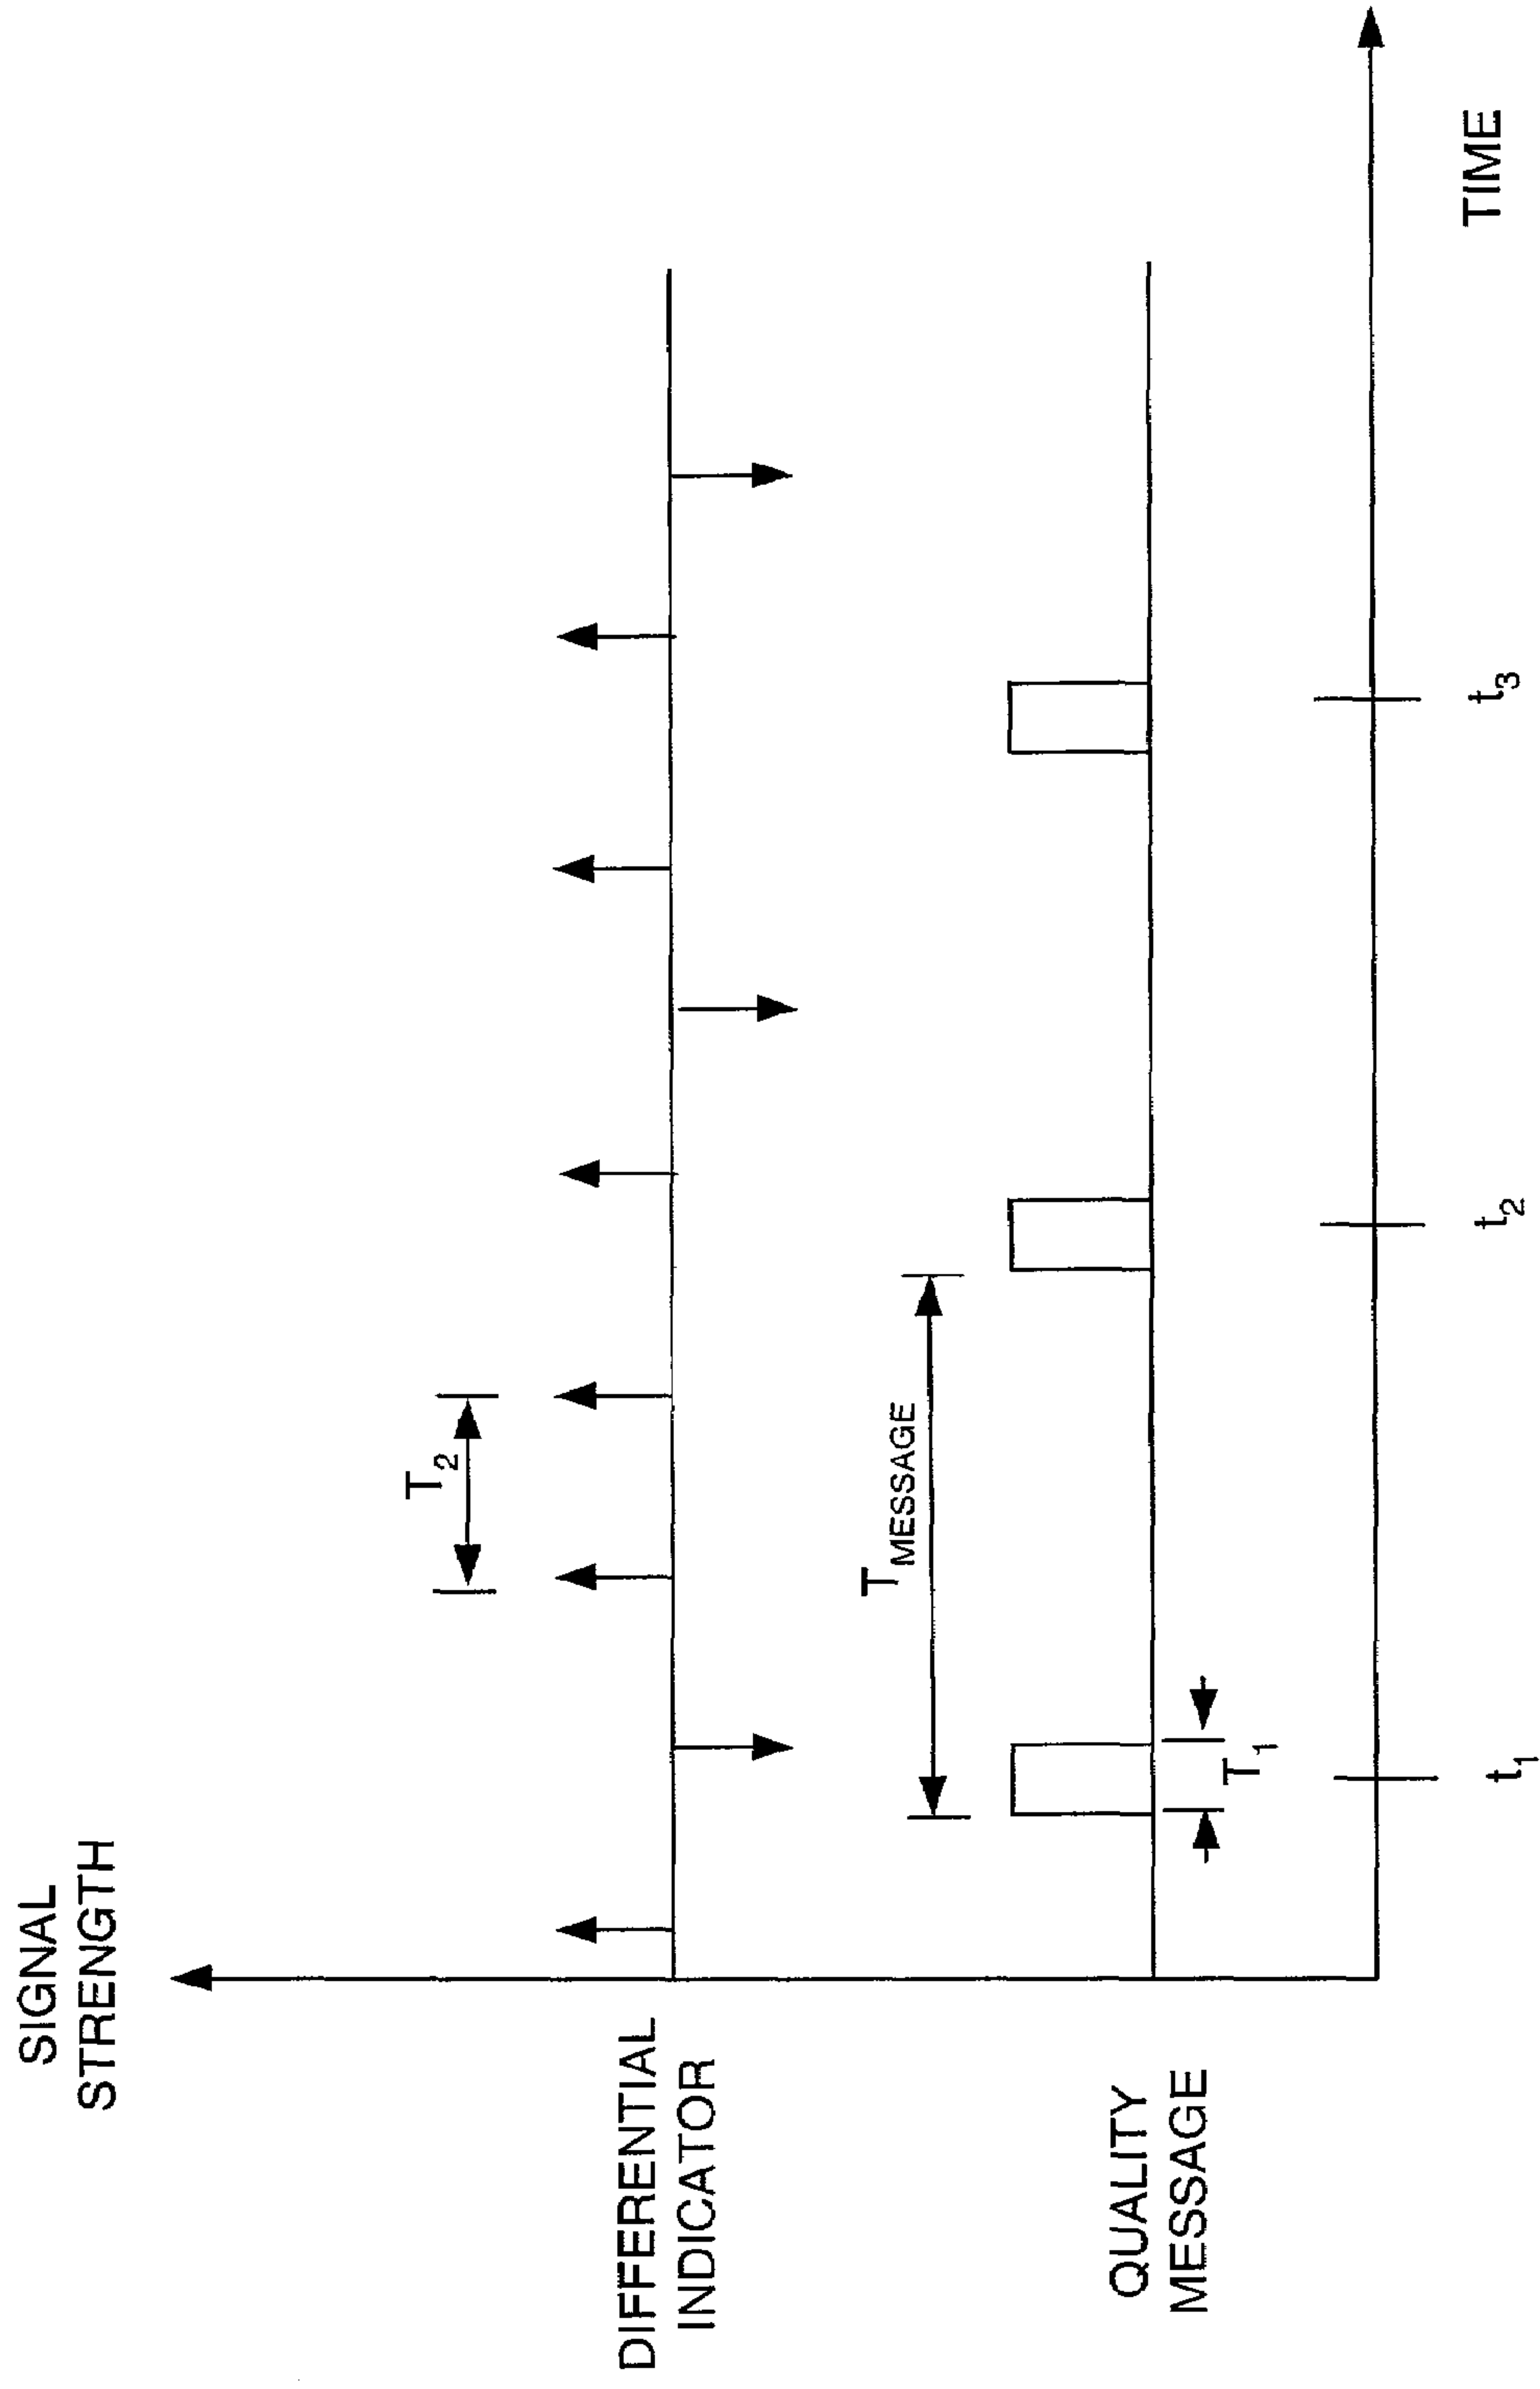 SIGNAL
STRENGTH
DIFFERENTIAL
INDICATOR
T2
TMESSAGE
QUALITY
MESSAGE
T1
t1
t2
t3
TIME